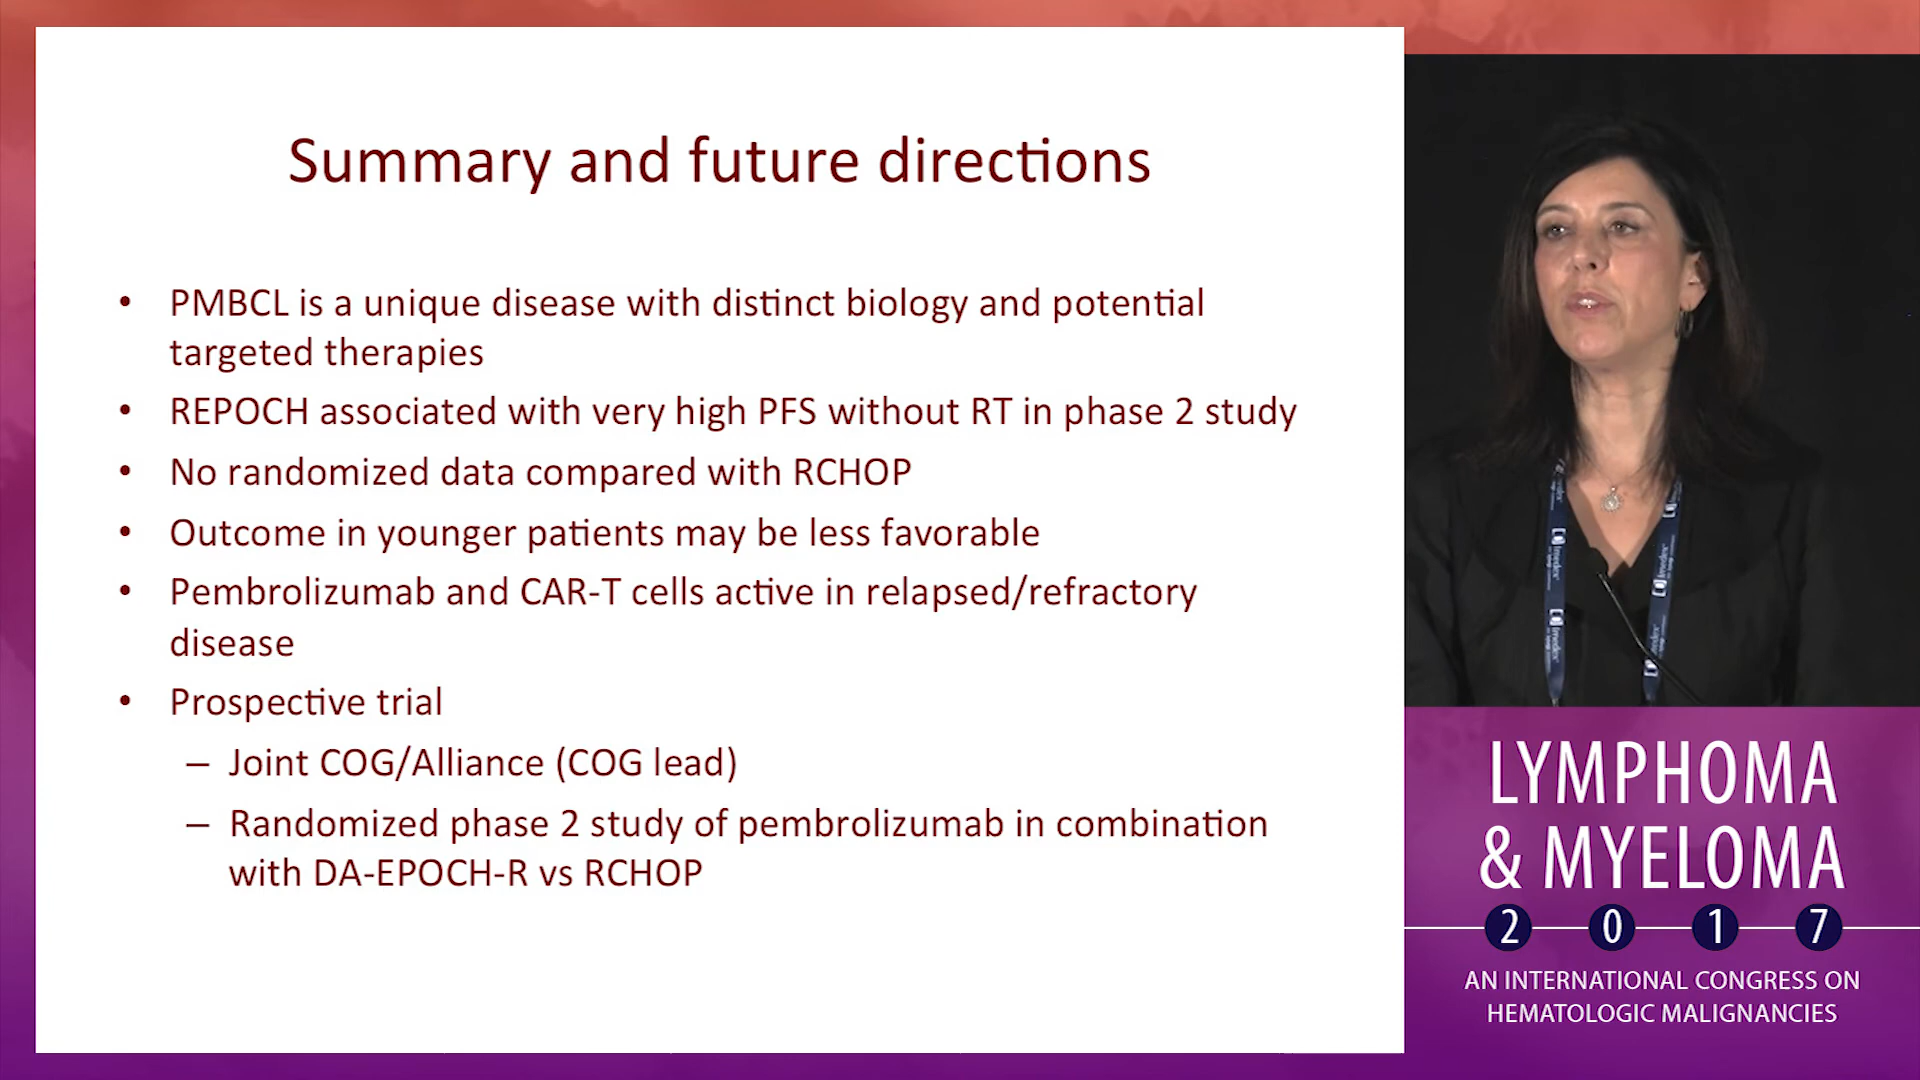 Summary and future directions
• PMBCL is a unique disease with distinct biology and potential
targeted therapies
• REPOCH associated with very high PFS without RT in phase 2 study
• No randomized data compared with RCHOP
• Outcome in younger patients may be less favorable
• Pembrolizumab and CAR-T cells active in relapsed/refractory
disease
• Prospective trial
– Joint COG/Alliance (COG lead)
– Randomized phase 2 study of pembrolizumab in combination
with DA-EPOCH-R vs RCHOP
imedex
imedex
imedex
imedex
LYMPHOMA
& MYELOMA
2 0 1 7
AN INTERNATIONAL CONGRESS ON
HEMATOLOGIC MALIGNANCIES